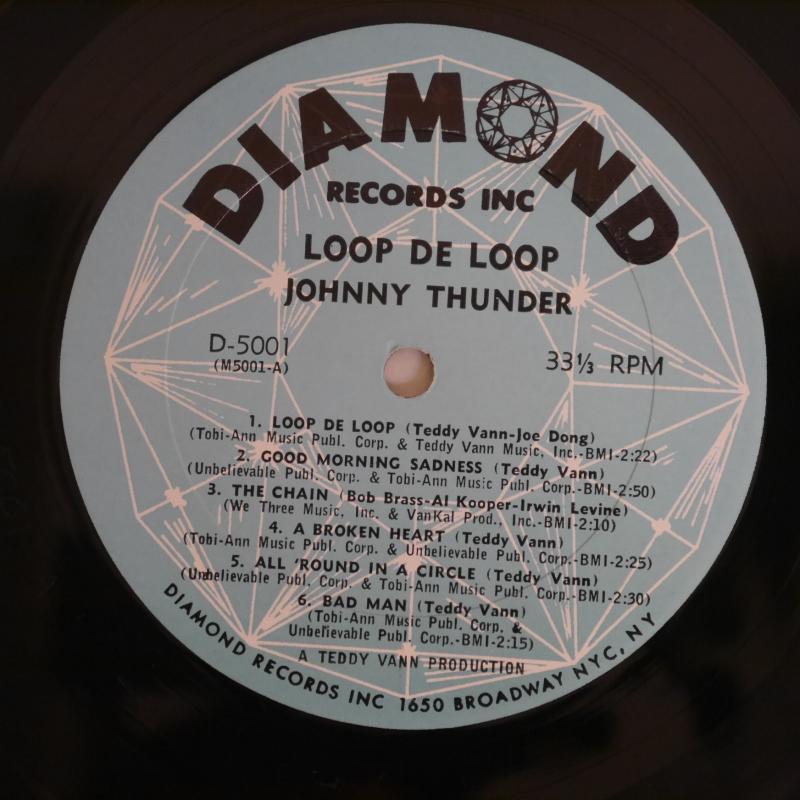 DIAMOND
RECORDS INC
LOOP DE LOOP
JOHNNY THUNDER
D-5001
(M5001-A)
33⅓ RPM
1. LOOP DE LOOP (Teddy Vann-Joe Dong)
(Tobi-Ann Music Publ. Corp. & Teddy Vann Music, Inc.-BMI-2:22)
2. GOOD MORNING SADNESS (Teddy Vann)
(Unbelievable Publ. Corp. & Tobi-Ann Music Publ. Corp.-BMI-2:50)
3. THE CHAIN (Bob Brass-Al Kooper-Irwin Levine)
(We Three Music, Inc. & VanKal Prod., Inc.-BMI-2:10)
4. A BROKEN HEART (Teddy Vann)
(Tobi-Ann Music Publ. Corp. & Unbelievable Publ. Corp.-BMI-2:25)
5. ALL 'ROUND IN A CIRCLE (Teddy Vann)
(Unbelievable Publ. Corp. & Tobi-Ann Music Publ. Corp.-BMI-2:30)
6. BAD MAN (Teddy Vann)
(Tobi-Ann Music Publ. Corp. &
Unbelievable Publ. Corp.-BMI-2:15)
A TEDDY VANN PRODUCTION
DIAMOND RECORDS INC 1650 BROADWAY NYC, NY